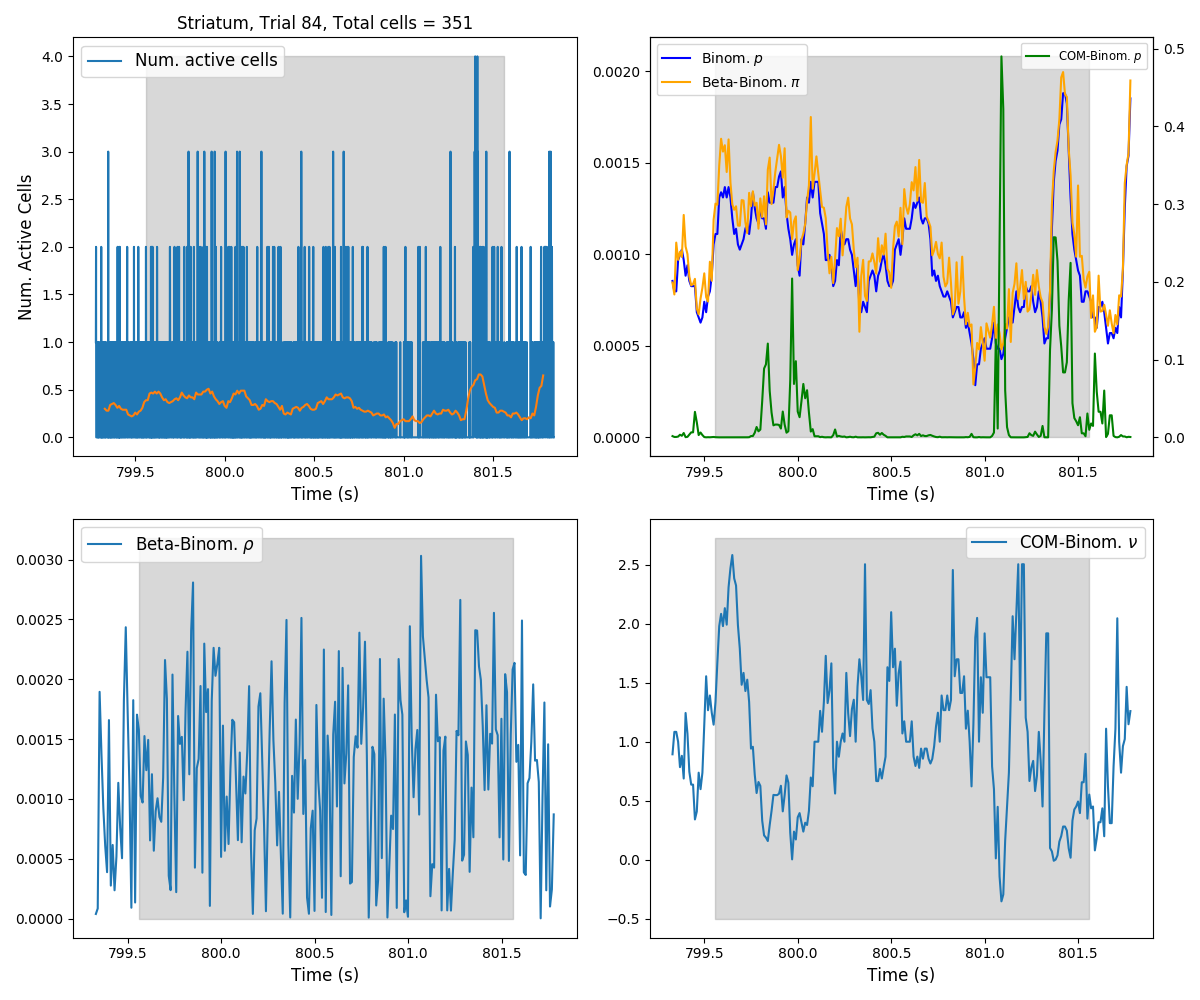 Striatum, Trial 84, Total cells = 351
Num. active cells
Num. Active Cells
4.0
3.5
3.0
2.5
2.0
1.5
1.0
0.5
0.0
799.5 800.0 800.5 801.0 801.5
Time (s)
Binom. p
Beta-Binom. π
COM-Binom. p
0.0020
0.0015
0.0010
0.0005
0.0000
0.5
0.4
0.3
0.2
0.1
0.0
799.5 800.0 800.5 801.0 801.5
Time (s)
Beta-Binom. ρ
0.0030
0.0025
0.0020
0.0015
0.0010
0.0005
0.0000
799.5 800.0 800.5 801.0 801.5
Time (s)
COM-Binom. ν
2.5
2.0
1.5
1.0
0.5
0.0
−0.5
799.5 800.0 800.5 801.0 801.5
Time (s)